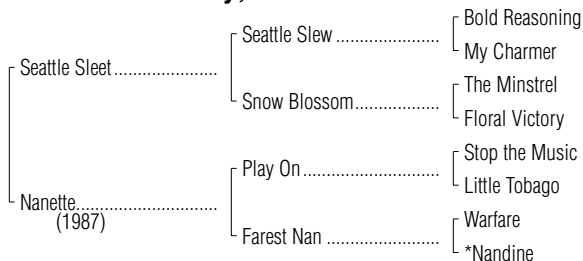 Bold Reasoning
Seattle Slew ..................
My Charmer
Seattle Sleet ..................
The Minstrel
Snow Blossom ...............
Floral Victory
Stop the Music
Play On ........................
Little Tobago
Nanette ........................
(1987)
Warfare
Farest Nan ....................
*Nandine